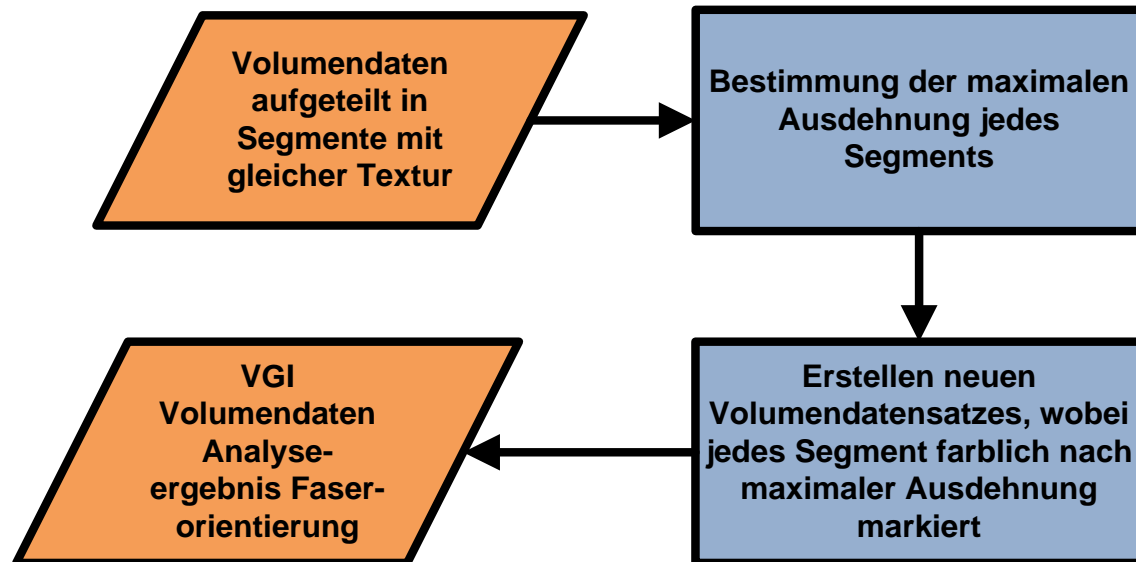 Volumendaten
aufgeteilt in
Segmente mit
gleicher Textur
Bestimmung der maximalen
Ausdehnung jedes
Segments
Erstellen neuen
Volumendatensatzes, wobei
jedes Segment farblich nach
maximaler Ausdehnung
markiert
VGI
Volumendaten
Analyse-
ergebnis Faser-
orientierung